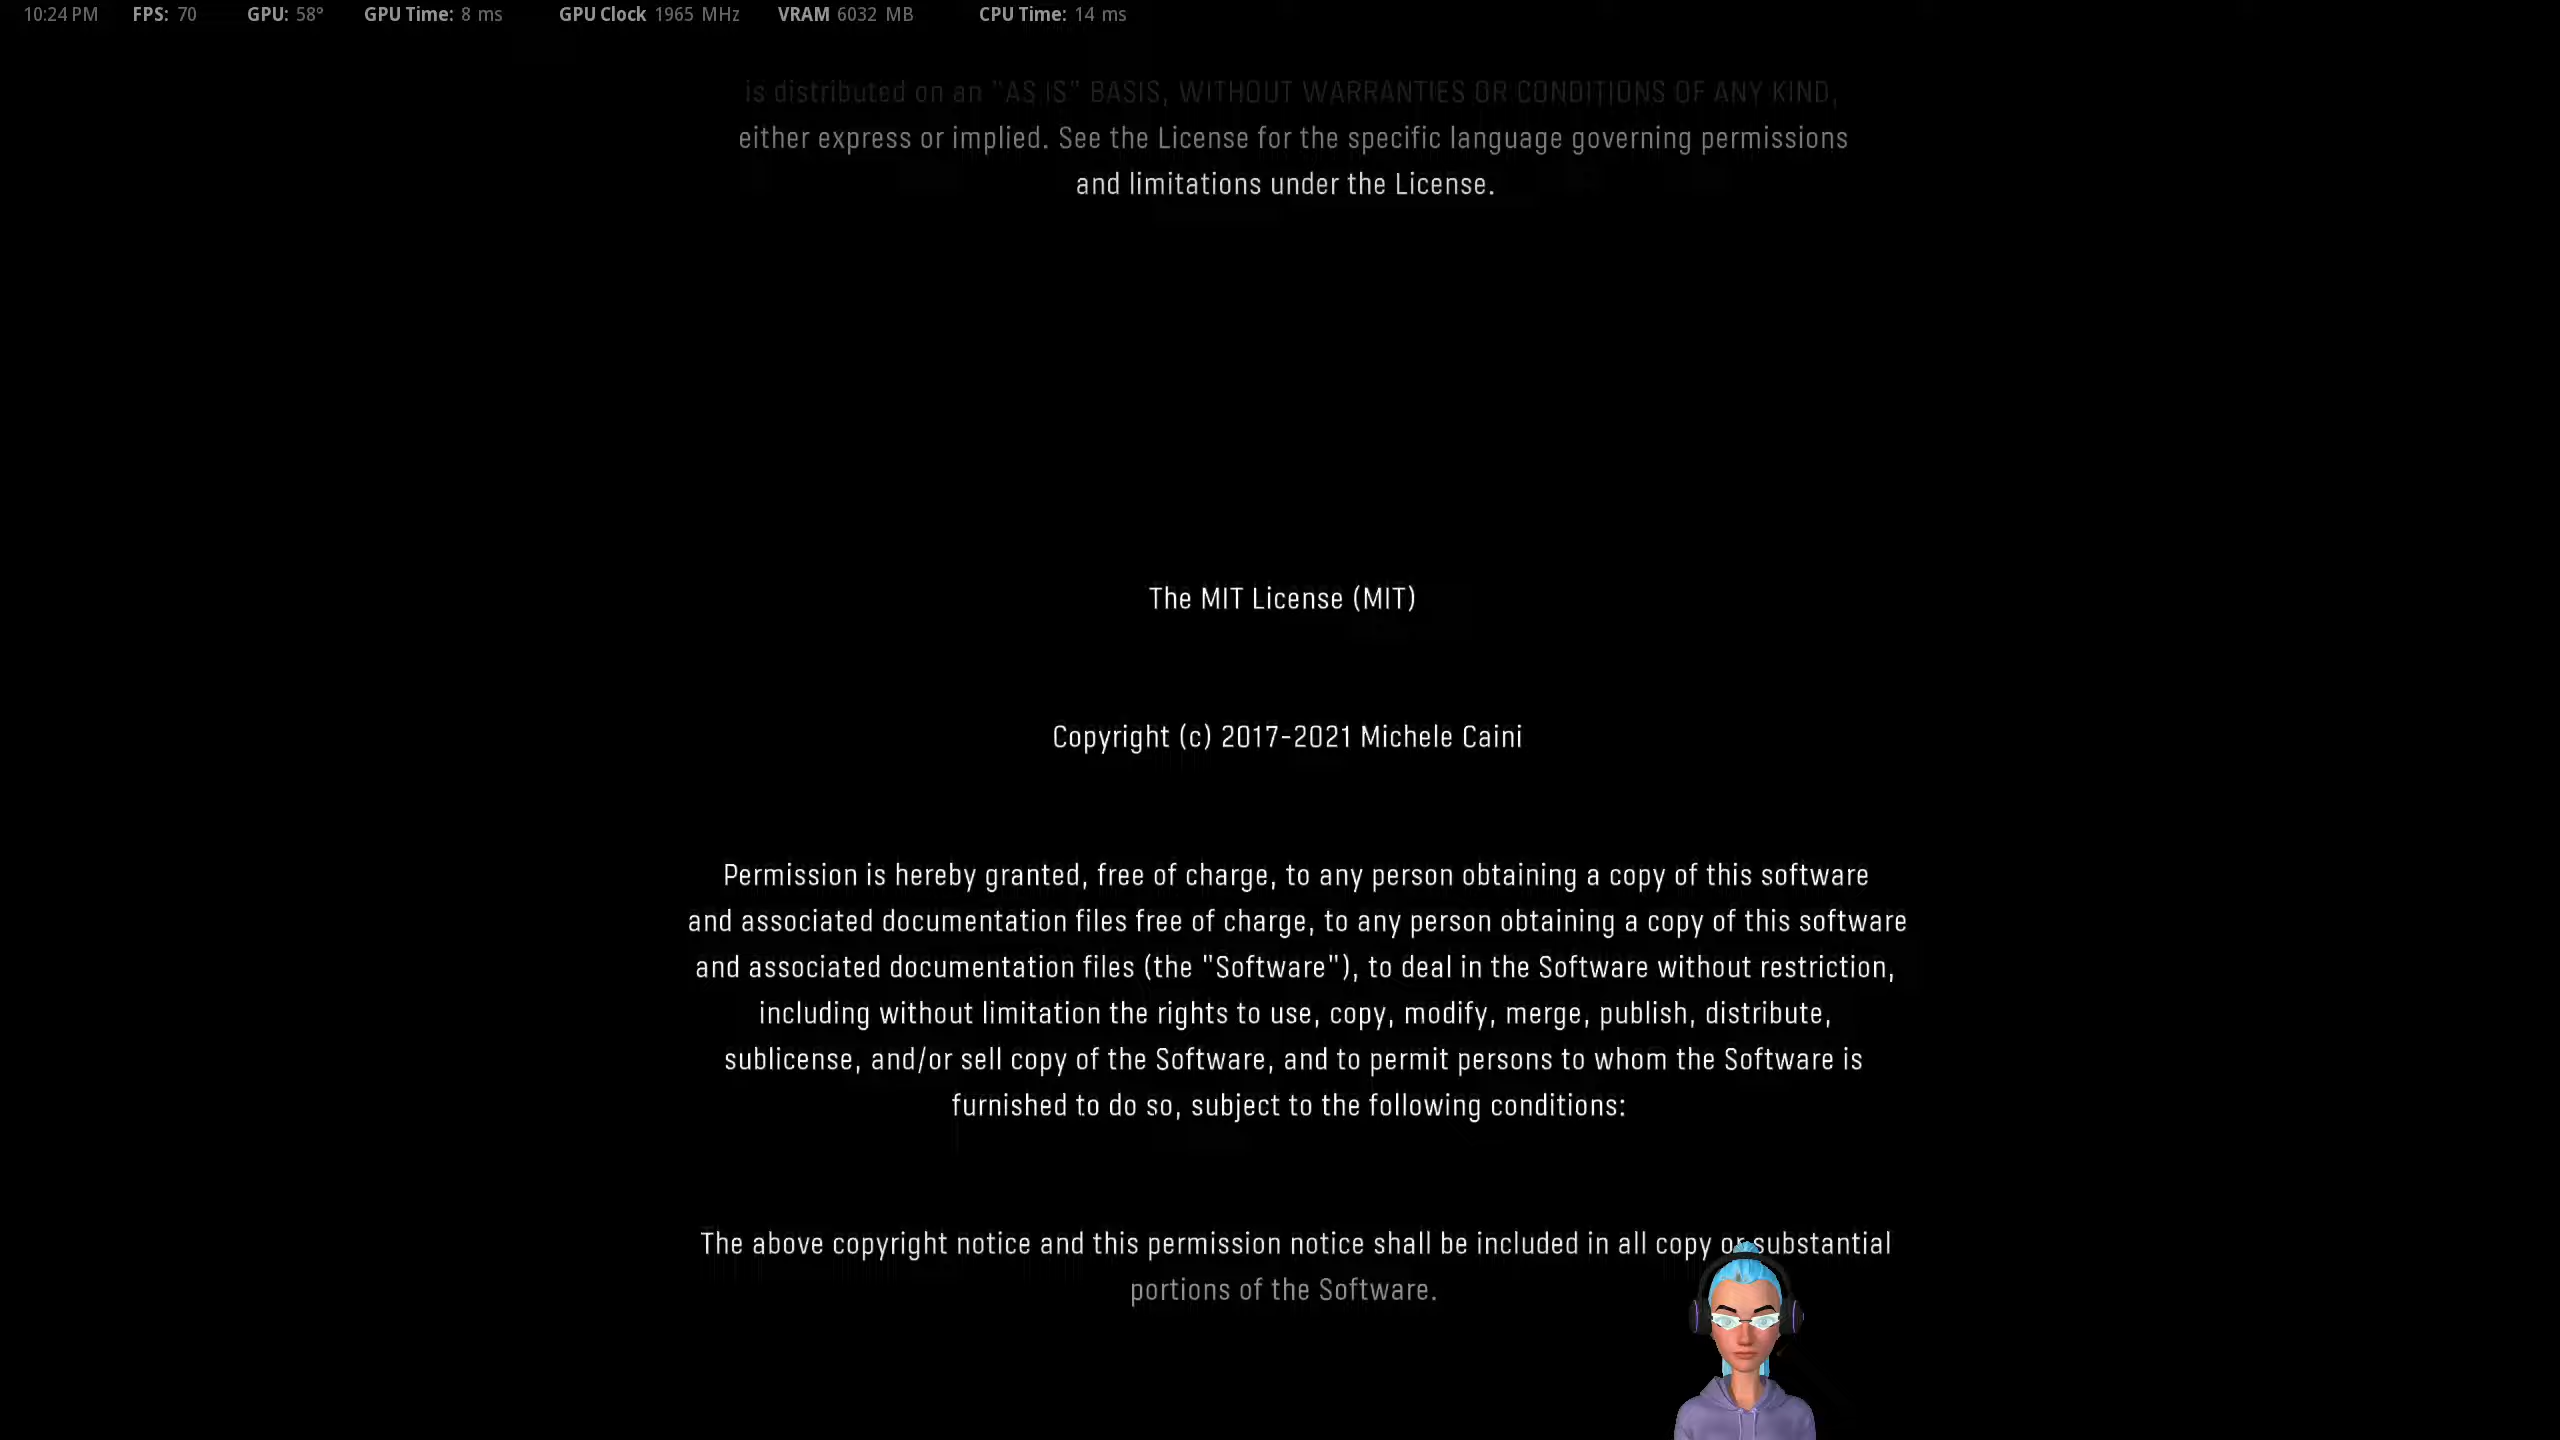 10:24 PM FPS: 70 GPU: 58° GPU Time: 8 ms GPU Clock 1965 MHz VRAM 6032 MB CPU Time: 14 ms
is distributed on an "AS IS" BASIS, WITHOUT WARRANTIES OR CONDITIONS OF ANY KIND,
either express or implied. See the License for the specific language governing permissions
and limitations under the License.
The MIT License (MIT)
Copyright (c) 2017-2021 Michele Caini
Permission is hereby granted, free of charge, to any person obtaining a copy of this software
and associated documentation files free of charge, to any person obtaining a copy of this software
and associated documentation files (the "Software"), to deal in the Software without restriction,
including without limitation the rights to use, copy, modify, merge, publish, distribute,
sublicense, and/or sell copy of the Software, and to permit persons to whom the Software is
furnished to do so, subject to the following conditions:
The above copyright notice and this permission notice shall be included in all copy or substantial
portions of the Software.